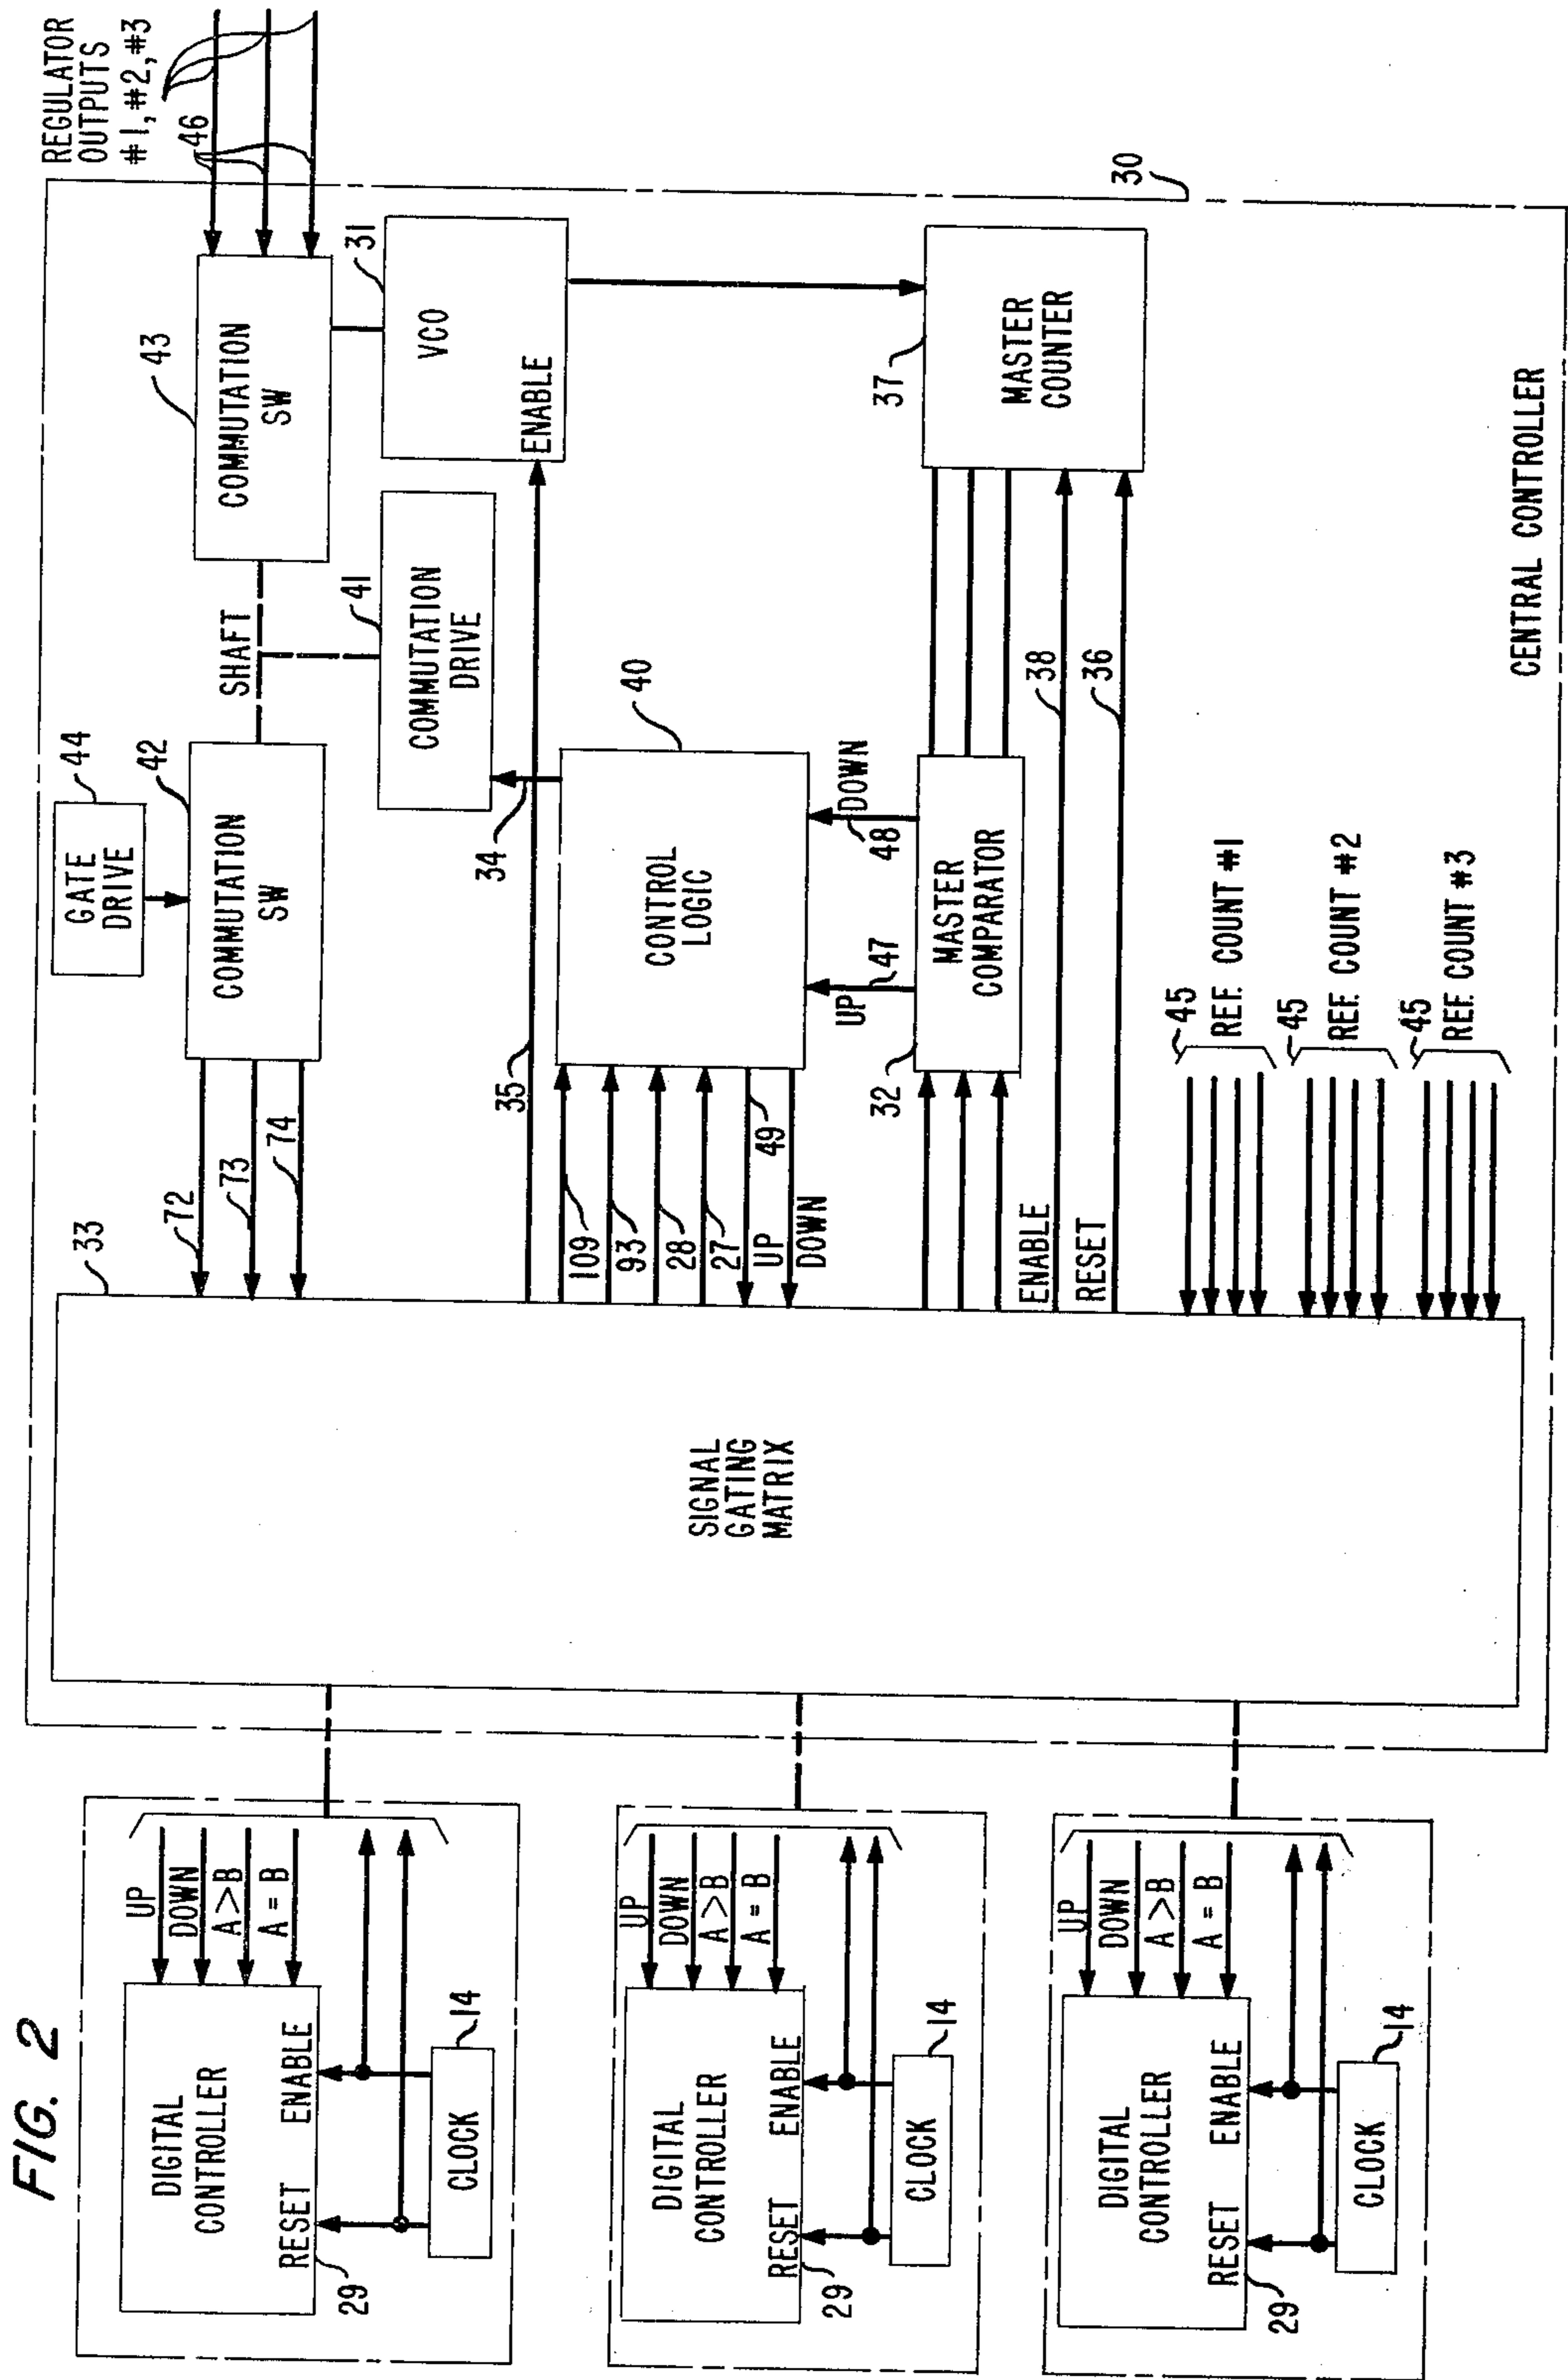 FIG. 2
REGULATOR
OUTPUTS
#1, #2, #3
46
30
43
COMMUTATION
SW
31
VCO
ENABLE
SHAFT
41
COMMUTATION
DRIVE
44
GATE
DRIVE
42
COMMUTATION
SW
72
73
74
33
34
35
40
CONTROL
LOGIC
109
93
28
27
49
UP
DOWN
UP
47
DOWN
48
32
MASTER
COMPARATOR
37
MASTER
COUNTER
38
36
ENABLE
RESET
45
REF. COUNT #1
45
REF. COUNT #2
45
REF. COUNT #3
CENTRAL CONTROLLER
SIGNAL
GATING
MATRIX
UP
DOWN
A>B
A=B
DIGITAL
CONTROLLER
RESET ENABLE
29
CLOCK
14
UP
DOWN
A>B
A=B
DIGITAL
CONTROLLER
RESET ENABLE
29
CLOCK
14
UP
DOWN
A>B
A=B
DIGITAL
CONTROLLER
RESET ENABLE
29
CLOCK
14